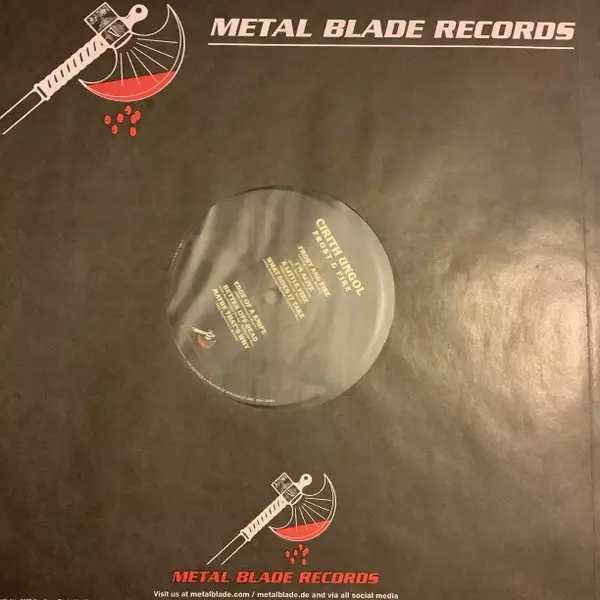 METAL BLADE RECORDS
CIRITH UNGOL
FROST & FIRE
FROST AND FIRE
I'M ALIVE
A LITTLE FIRE
WHAT DOES IT TAKE
EDGE OF A KNIFE
BETTER OFF DEAD
MAYBE THAT'S WHY
METAL BLADE RECORDS
Visit us at metalblade.com / metalblade.de and via all social media